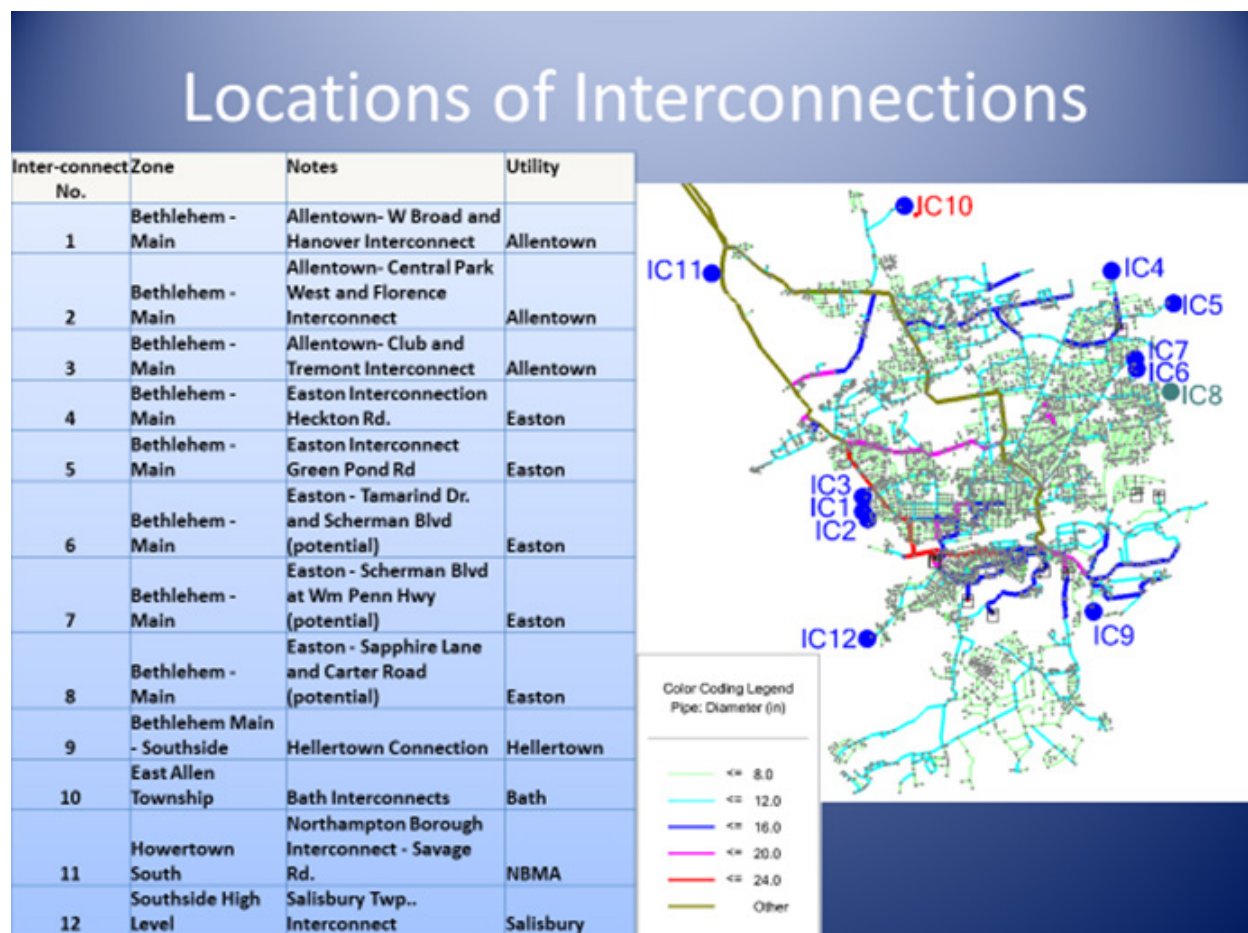 Locations of Interconnections
Inter-connect Zone Notes Utility
No.
Bethlehem - Allentown- W Broad and
1 Main Hanover Interconnect Allentown
Allentown- Central Park
Bethlehem - West and Florence
2 Main Interconnect Allentown
Bethlehem - Allentown- Club and
3 Main Tremont Interconnect Allentown
Bethlehem - Easton Interconnection
4 Main Heckton Rd. Easton
Bethlehem - Easton Interconnect
5 Main Green Pond Rd Easton
Easton - Tamarind Dr.
Bethlehem - and Scherman Blvd
6 Main (potential) Easton
Easton - Scherman Blvd
Bethlehem - at Wm Penn Hwy
7 Main (potential) Easton
Easton - Sapphire Lane
Bethlehem - and Carter Road
8 Main (potential) Easton
Bethlehem Main
9 - Southside Hellertown Connection Hellertown
East Allen
10 Township Bath Interconnects Bath
Northampton Borough
Howertown Interconnect - Savage
11 South Rd. NBMA
Southside High Salisbury Twp..
12 Level Interconnect Salisbury
IC10
IC11
IC4
IC5
IC7
IC6
IC8
IC3
IC1
IC2
IC12
IC9
Color Coding Legend
Pipe: Diameter (in)
<= 8.0
<= 12.0
<= 16.0
<= 20.0
<= 24.0
Other